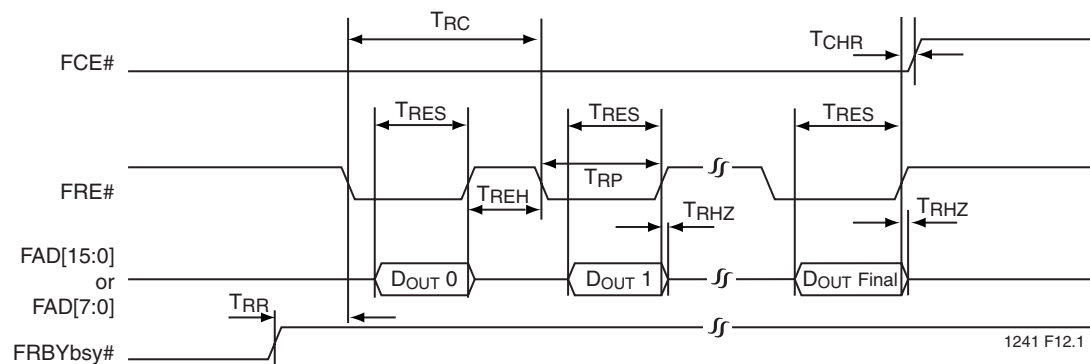 TRC
TCHR
FCE#
TRES TRES TRES
FRE#
TREH TRP
TRHZ TRHZ
FAD[15:0]
or
FAD[7:0]
DOUT 0 DOUT 1 DOUT Final
TRR
FRBYbsy#
1241 F12.1